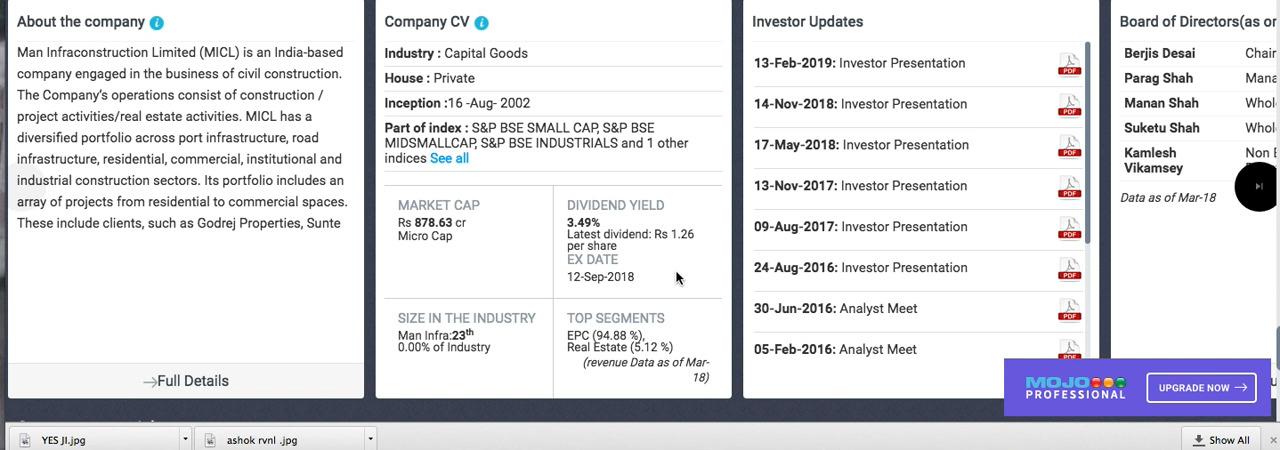 About the company
Man Infraconstruction Limited (MICL) is an India-based
company engaged in the business of civil construction.
The Company's operations consist of construction /
project activities/real estate activities. MICL has a
diversified portfolio across port infrastructure, road
infrastructure, residential, commercial, institutional and
industrial construction sectors. Its portfolio includes an
array of projects from residential to commercial spaces.
These include clients, such as Godrej Properties, Sunte
→Full Details
Company CV
Industry : Capital Goods
House : Private
Inception :16 -Aug- 2002
Part of index : S&P BSE SMALL CAP, S&P BSE
MIDSMALLCAP, S&P BSE INDUSTRIALS and 1 other
indices See all
MARKET CAP
Rs 878.63 cr
Micro Cap
DIVIDEND YIELD
3.49%
Latest dividend: Rs 1.26
per share
EX DATE
12-Sep-2018
SIZE IN THE INDUSTRY
Man Infra:23th
0.00% of Industry
TOP SEGMENTS
EPC (94.88 %),
Real Estate (5.12 %)
(revenue Data as of Mar-
18)
Investor Updates
13-Feb-2019: Investor Presentation
PDF
14-Nov-2018: Investor Presentation
PDF
17-May-2018: Investor Presentation
PDF
13-Nov-2017: Investor Presentation
PDF
09-Aug-2017: Investor Presentation
PDF
24-Aug-2016: Investor Presentation
PDF
30-Jun-2016: Analyst Meet
PDF
05-Feb-2016: Analyst Meet
PDF
Board of Directors(as o
Berjis Desai Chair
Parag Shah Mana
Manan Shah Whol
Suketu Shah Whol
Kamlesh Non E
Vikamsey
Data as of Mar-18
MOJO
PROFESSIONAL
UPGRADE NOW →
YES JI.jpg
ashok rvnl .jpg
Show All